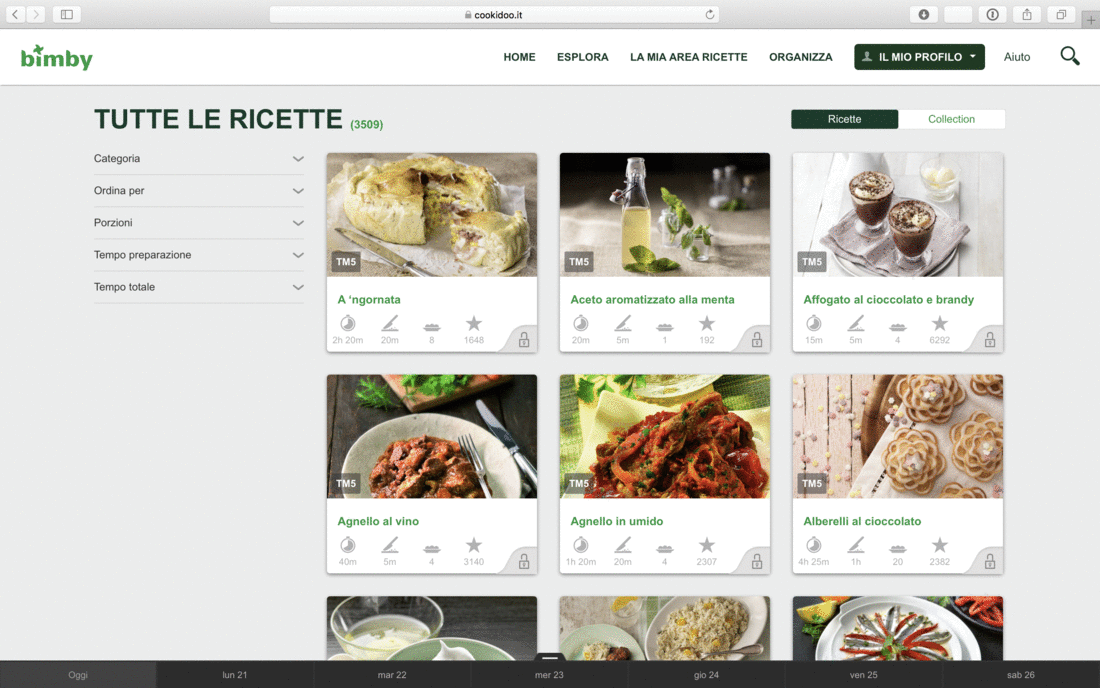 cookidoo.it
bimby
HOME ESPLORA LA MIA AREA RICETTE ORGANIZZA IL MIO PROFILO Aiuto
TUTTE LE RICETTE (3509)
Ricette Collection
Categoria
Ordina per
Porzioni
Tempo preparazione
Tempo totale
TM5 TM5 TM5
A ‘ngornata Aceto aromatizzato alla menta Affogato al cioccolato e brandy
2h 20m 20m 8 1648 20m 5m 1 192 15m 5m 4 6292
TM5 TM5 TM5
Agnello al vino Agnello in umido Alberelli al cioccolato
40m 5m 4 3140 1h 20m 20m 4 2307 4h 25m 1h 20 2382
Oggi lun 21 mar 22 mer 23 gio 24 ven 25 sab 26